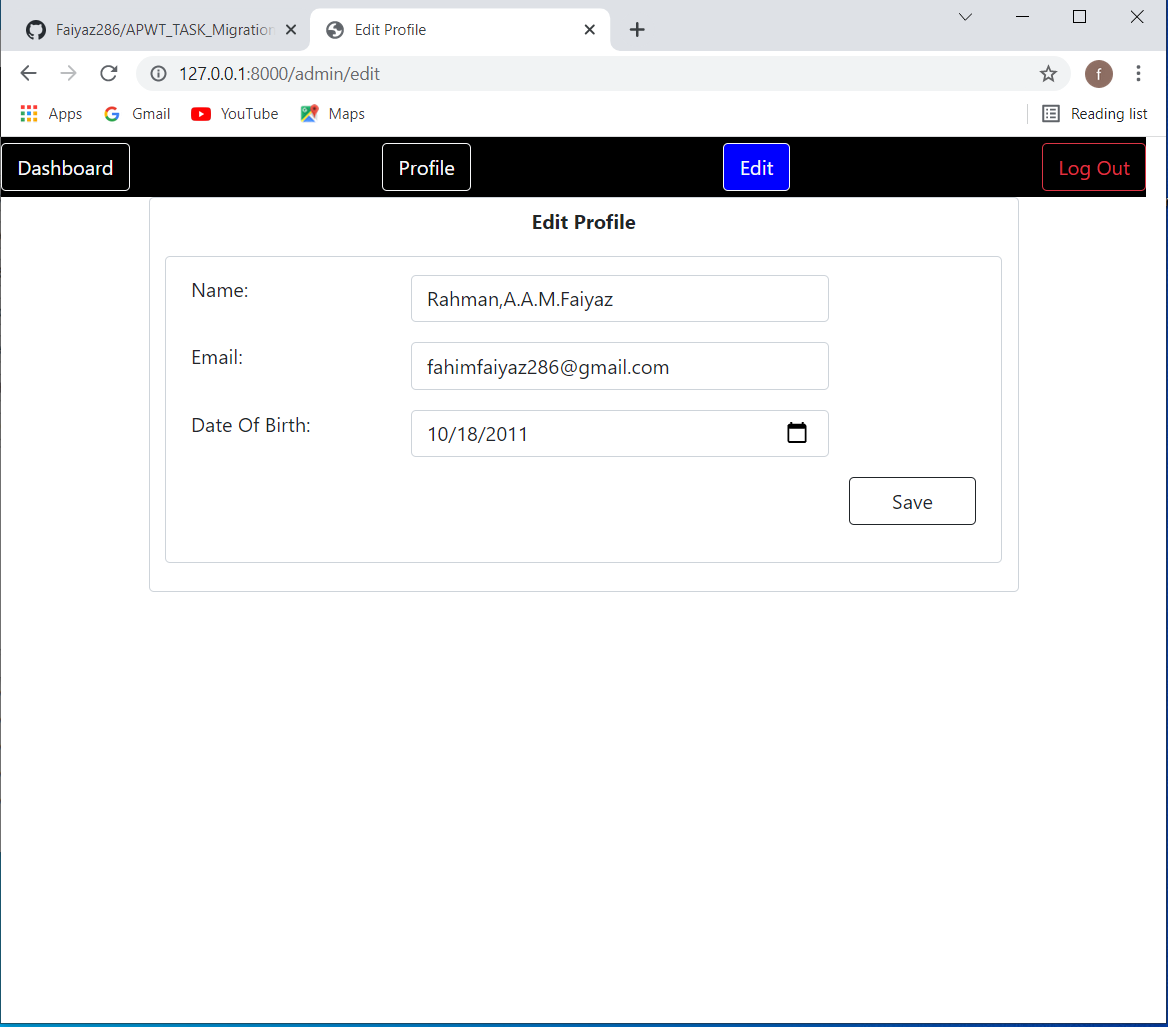 Faiyaz286/APWT_TASK_Migration
Edit Profile
127.0.0.1:8000/admin/edit
f
Apps
Gmail
YouTube
Maps
Reading list
Dashboard
Profile
Edit
Log Out
Edit Profile
Name:
Rahman,A.A.M.Faiyaz
Email:
fahimfaiyaz286@gmail.com
Date Of Birth:
10/18/2011
Save